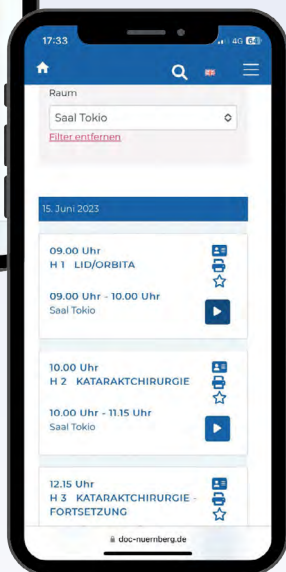 17:33
4G 64
Raum
Saal Tokio
Filter entfernen
15. Juni 2023
09.00 Uhr
H 1 LID/ORBITA
09.00 Uhr - 10.00 Uhr
Saal Tokio
10.00 Uhr
H 2 KATARAKTCHIRURGIE
10.00 Uhr - 11.15 Uhr
Saal Tokio
12.15 Uhr
H 3 KATARAKTCHIRURGIE -
FORTSETZUNG
doc-nuernberg.de